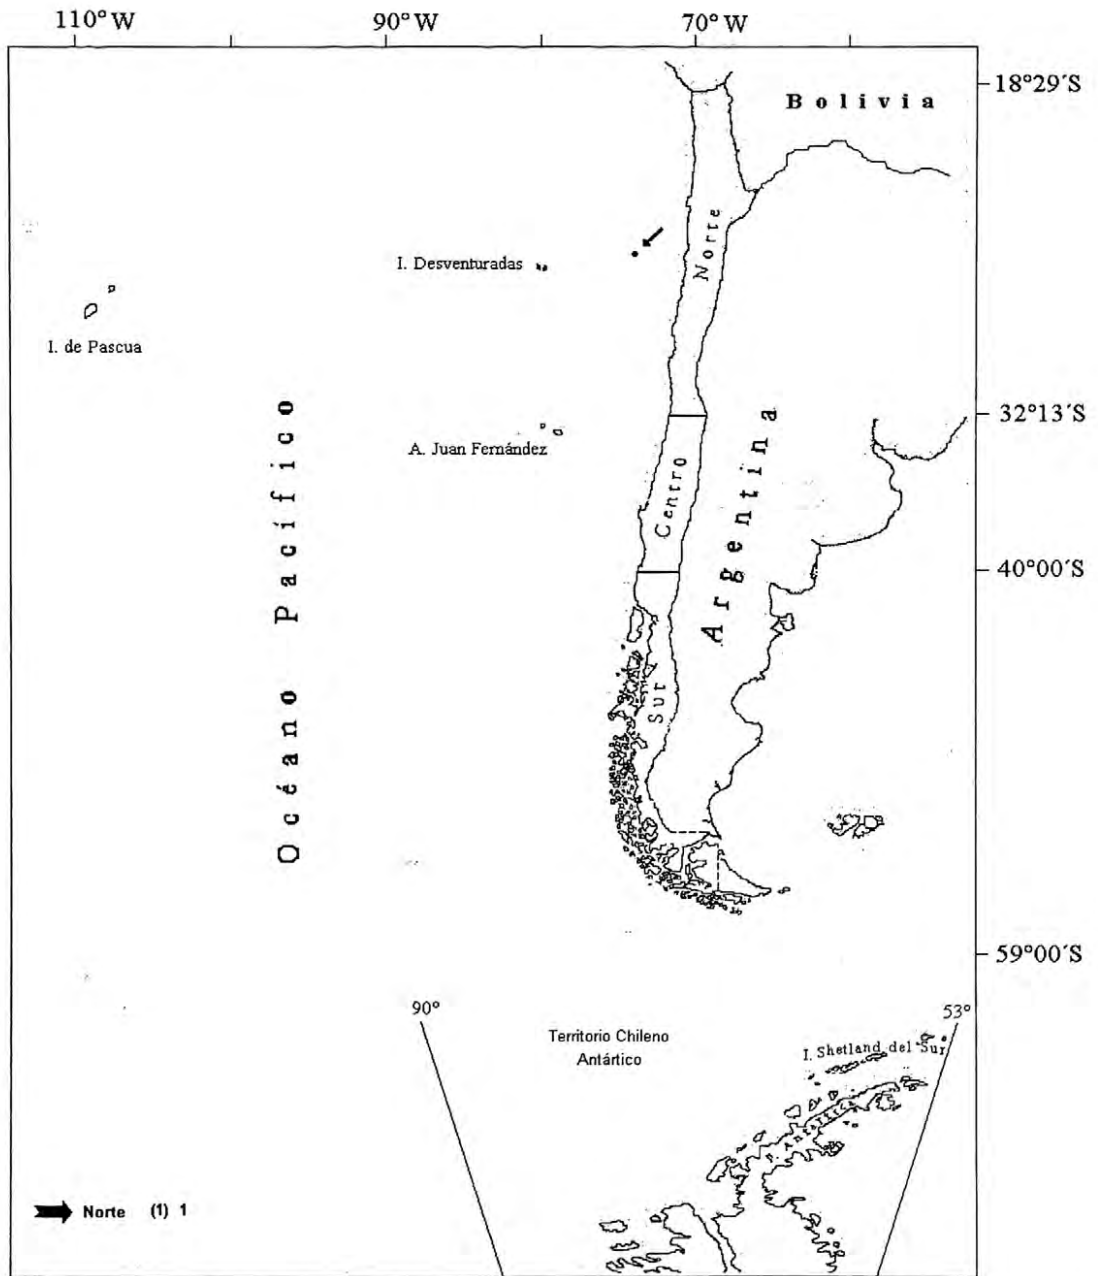 110°W 90°W 70°W
18°29´S
Bolivia
Norte
I. Desventuradas
I. de Pascua
32°13´S
A. Juan Fernández
Centro
Argentina
Océano Pacífico
40°00´S
Sur
59°00´S
90°
53°
Territorio Chileno
Antártico
I. Shetland del Sur
Norte (1) 1